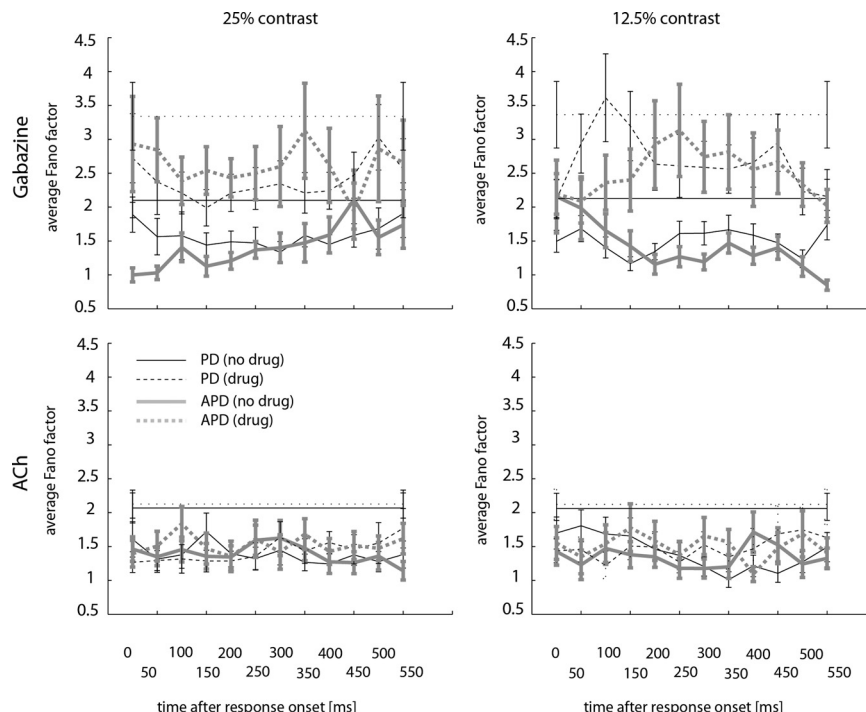 25% contrast
12.5% contrast
Gabazine
average Fano factor
4.5
4
3.5
3
2.5
2
1.5
1
0.5
average Fano factor
4.5
4
3.5
3
2.5
2
1.5
1
0.5
ACh
average Fano factor
4.5
4
3.5
3
2.5
2
1.5
1
0.5
PD (no drug)
PD (drug)
APD (no drug)
APD (drug)
average Fano factor
4.5
4
3.5
3
2.5
2
1.5
1
0.5
0 100 200 300 400 500
50 150 250 350 450 550
time after response onset [ms]
0 100 200 300 400 500
50 150 250 350 450 550
time after response onset [ms]